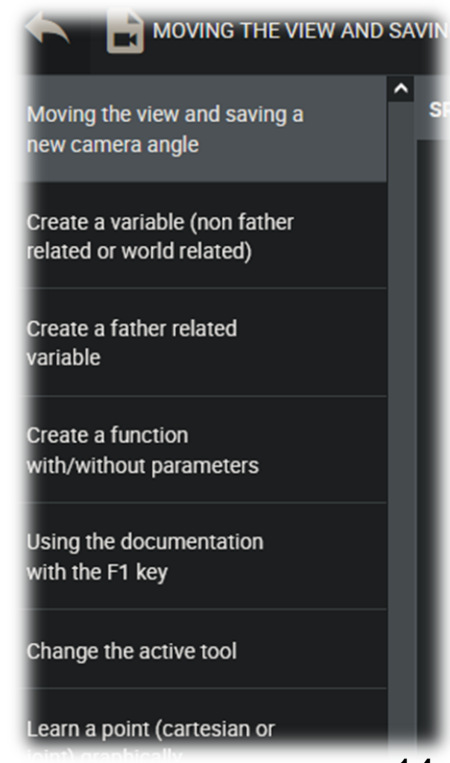 MOVING THE VIEW AND SAVIN
Moving the view and saving a
new camera angle
Create a variable (non father
related or world related)
Create a father related
variable
Create a function
with/without parameters
Using the documentation
with the F1 key
Change the active tool
Learn a point (cartesian or
joint) graphically